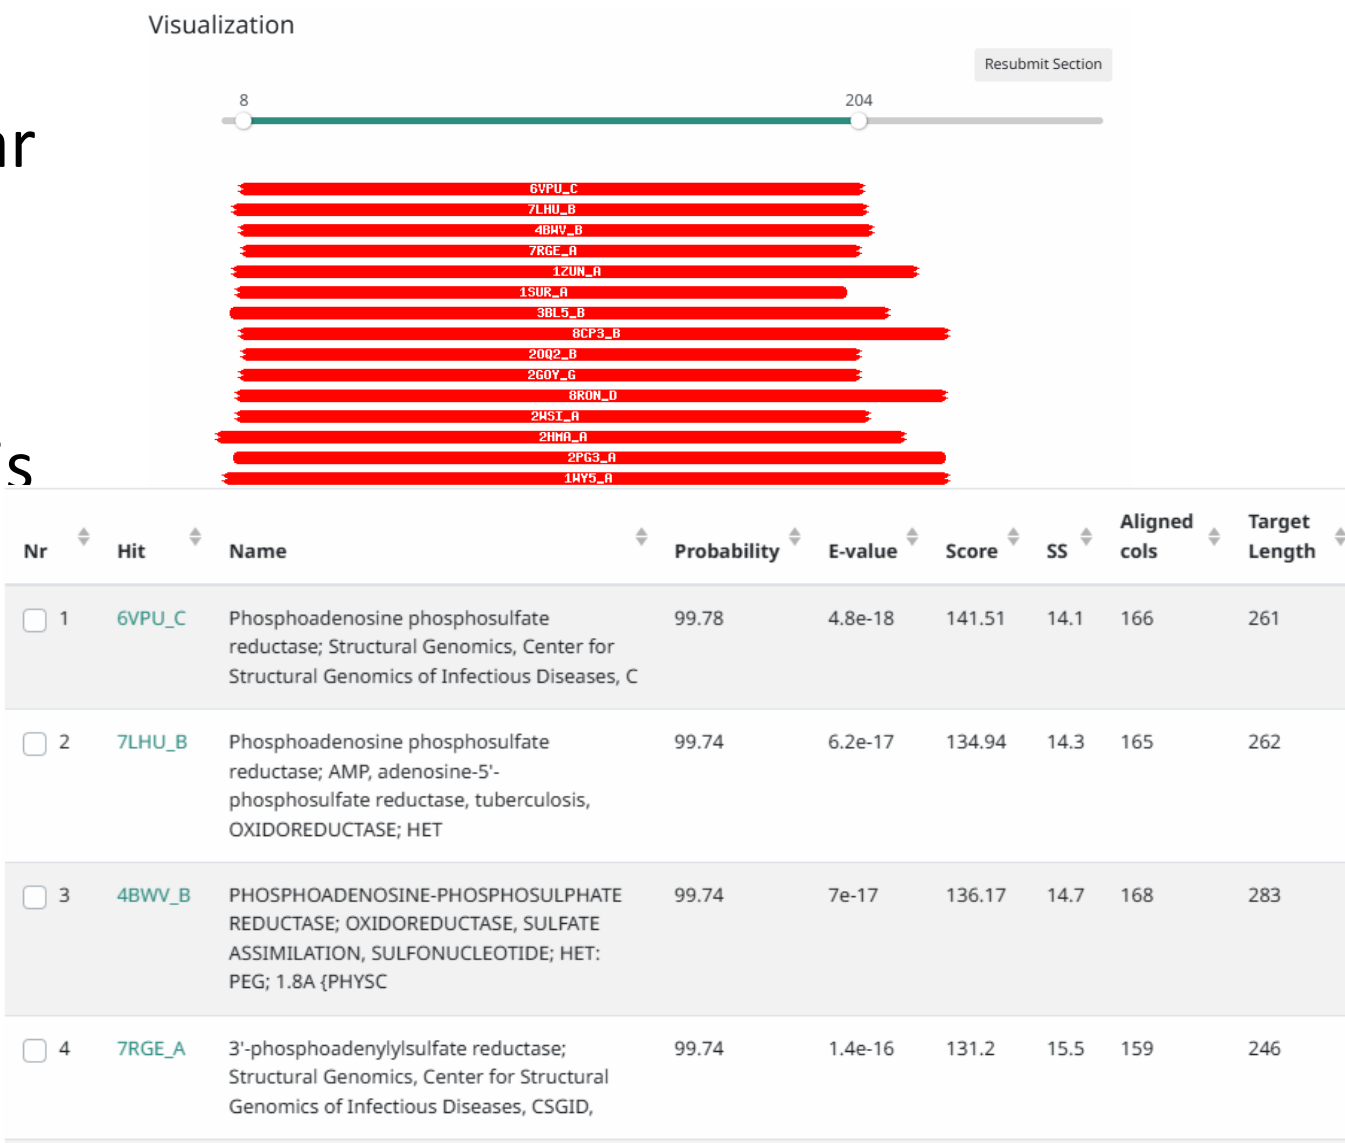 Visualization
Resubmit Section
8 204
ar
6VPU_C
7LHU_B
4BWV_B
7RGE_A
1ZUN_A
1SUR_A
3BL5_B
8CP3_B
2OQ2_B
2GOY_G
8RON_D
2WSI_A
2HMA_A
is
2PG3_A
1WY5_A
Nr Hit Name Probability E-value Score SS Aligned cols Target Length
1 6VPU_C Phosphoadenosine phosphosulfate 99.78 4.8e-18 141.51 14.1 166 261
reductase; Structural Genomics, Center for
Structural Genomics of Infectious Diseases, C
2 7LHU_B Phosphoadenosine phosphosulfate 99.74 6.2e-17 134.94 14.3 165 262
reductase; AMP, adenosine-5'-
phosphosulfate reductase, tuberculosis,
OXIDOREDUCTASE; HET
3 4BWV_B PHOSPHOADENOSINE-PHOSPHOSULPHATE 99.74 7e-17 136.17 14.7 168 283
REDUCTASE; OXIDOREDUCTASE, SULFATE
ASSIMILATION, SULFONUCLEOTIDE; HET:
PEG; 1.8A {PHYSC
4 7RGE_A 3'-phosphoadenylylsulfate reductase; 99.74 1.4e-16 131.2 15.5 159 246
Structural Genomics, Center for Structural
Genomics of Infectious Diseases, CSGID,